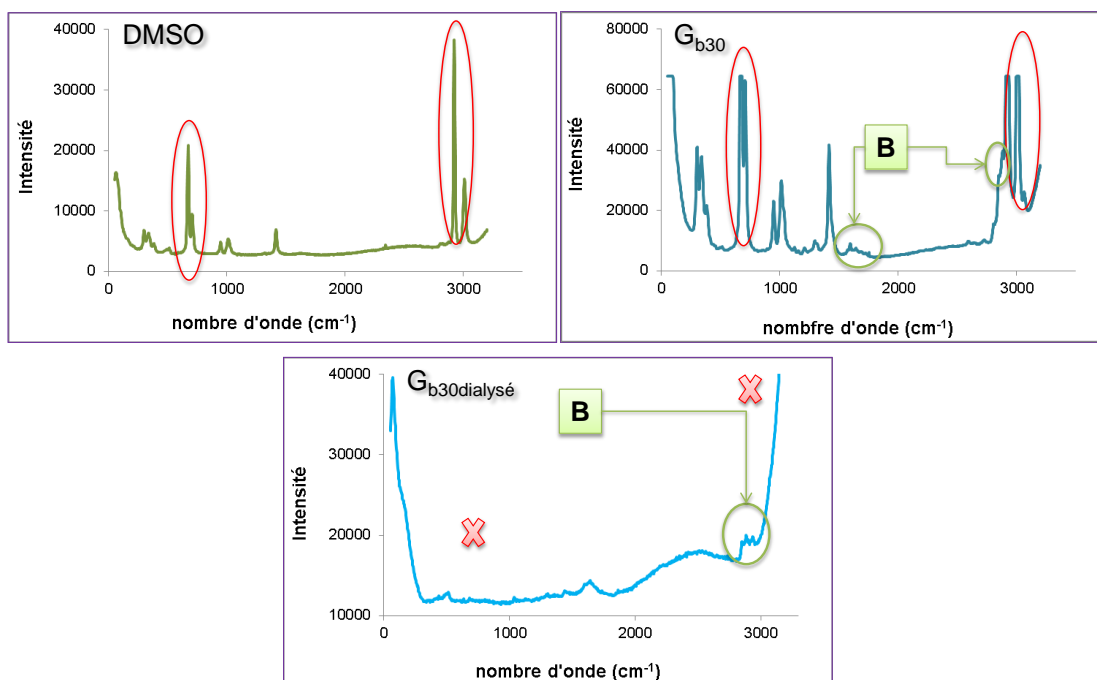 DMSO
40000
30000
20000
10000
0
Intensité
0 1000 2000 3000
nombre d'onde (cm-1)
Gb30
80000
60000
40000
20000
0
Intensité
B
0 1000 2000 3000
nombfre d'onde (cm-1)
Gb30dialysé
40000
30000
20000
10000
Intensité
B
0 1000 2000 3000
nombre d'onde (cm-1)